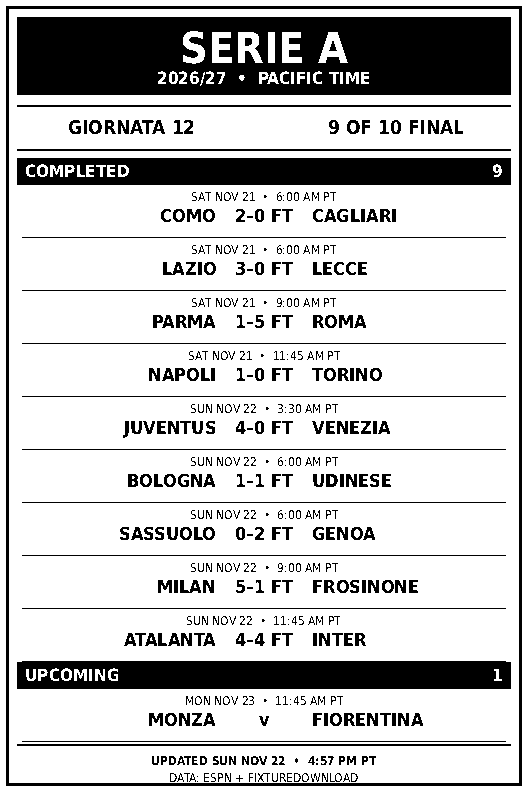 SERIE A
2026/27 • PACIFIC TIME
GIORNATA 12 9 OF 10 FINAL
COMPLETED 9
SAT NOV 21 • 6:00 AM PT
COMO 2–0 FT CAGLIARI
SAT NOV 21 • 6:00 AM PT
LAZIO 3–0 FT LECCE
SAT NOV 21 • 9:00 AM PT
PARMA 1–5 FT ROMA
SAT NOV 21 • 11:45 AM PT
NAPOLI 1–0 FT TORINO
SUN NOV 22 • 3:30 AM PT
JUVENTUS 4–0 FT VENEZIA
SUN NOV 22 • 6:00 AM PT
BOLOGNA 1–1 FT UDINESE
SUN NOV 22 • 6:00 AM PT
SASSUOLO 0–2 FT GENOA
SUN NOV 22 • 9:00 AM PT
MILAN 5–1 FT FROSINONE
SUN NOV 22 • 11:45 AM PT
ATALANTA 4–4 FT INTER
UPCOMING 1
MON NOV 23 • 11:45 AM PT
MONZA v FIORENTINA
UPDATED SUN NOV 22 • 4:57 PM PT
DATA: ESPN + FIXTUREDOWNLOAD